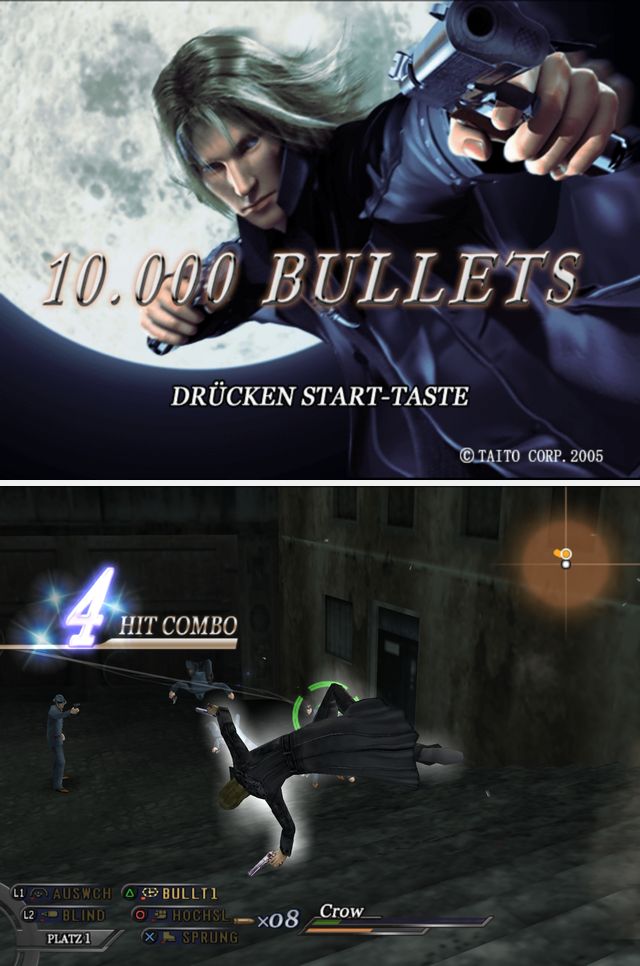 10.000 BULLETS
DRÜCKEN START-TASTE
© TAITO CORP. 2005
4 HIT COMBO
L1 AUSWCH BULLT1
L2 BLIND HOCHSL ×08 Crow
PLATZ 1 SPRUNG